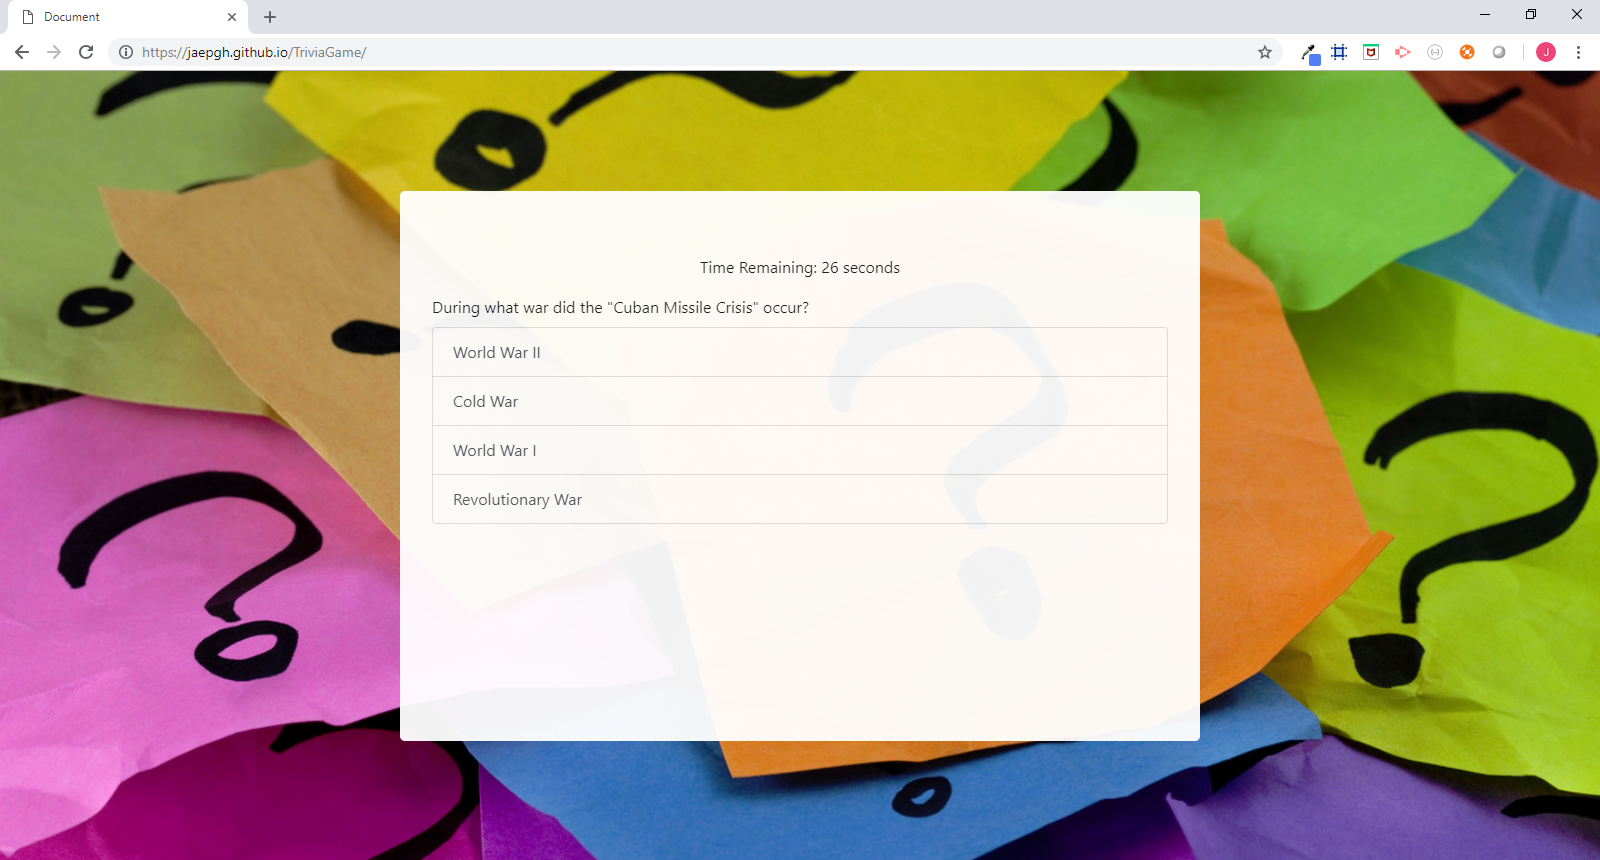 Document
https://jaepgh.github.io/TriviaGame/
J
Time Remaining: 26 seconds
During what war did the "Cuban Missile Crisis" occur?
World War II
Cold War
World War I
Revolutionary War